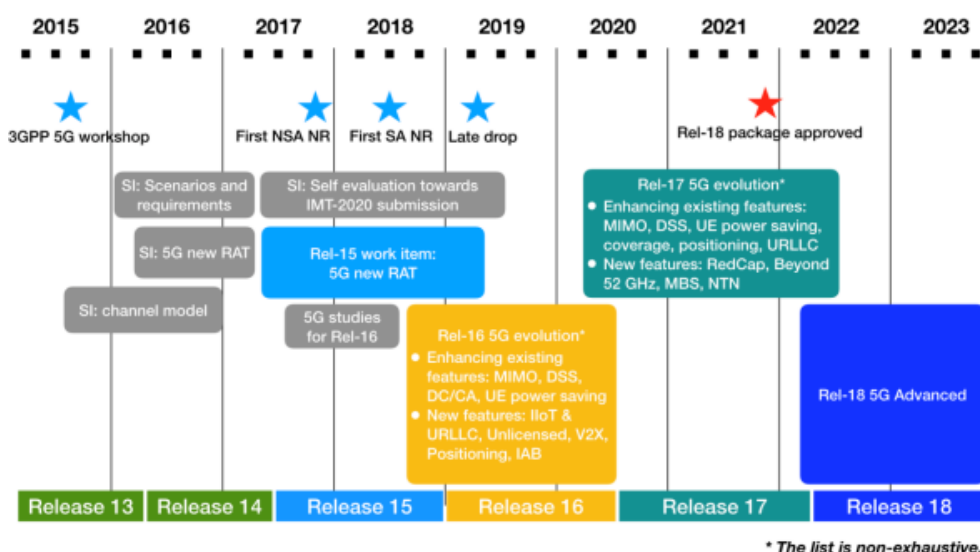 2015 2016 2017 2018 2019 2020 2021 2022 2023
3GPP 5G workshop
First NSA NR
First SA NR
Late drop
Rel-18 package approved
SI: Scenarios and
requirements
SI: Self evaluation towards
IMT-2020 submission
Rel-17 5G evolution*
Enhancing existing features:
MIMO, DSS, UE power saving,
coverage, positioning, URLLC
New features: RedCap, Beyond
52 GHz, MBS, NTN
SI: 5G new RAT
Rel-15 work item:
5G new RAT
SI: channel model
5G studies
for Rel-16
Rel-16 5G evolution*
Enhancing existing
features: MIMO, DSS,
DC/CA, UE power saving
New features: IIoT &
URLLC, Unlicensed, V2X,
Positioning, IAB
Rel-18 5G Advanced
Release 13
Release 14
Release 15
Release 16
Release 17
Release 18
* The list is non-exhaustive.